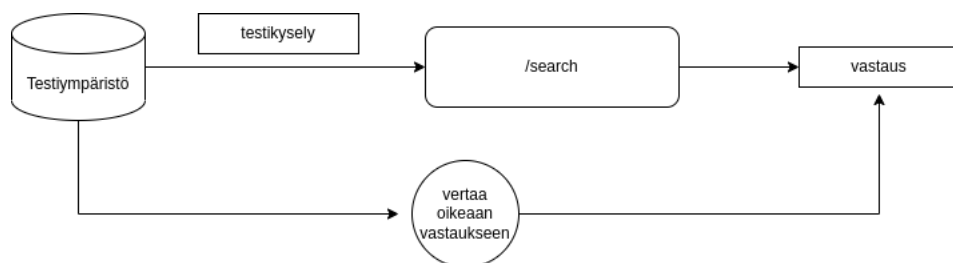 testikysely
Testiympäristö
/search
vastaus
vertaa
oikeaan
vastaukseen